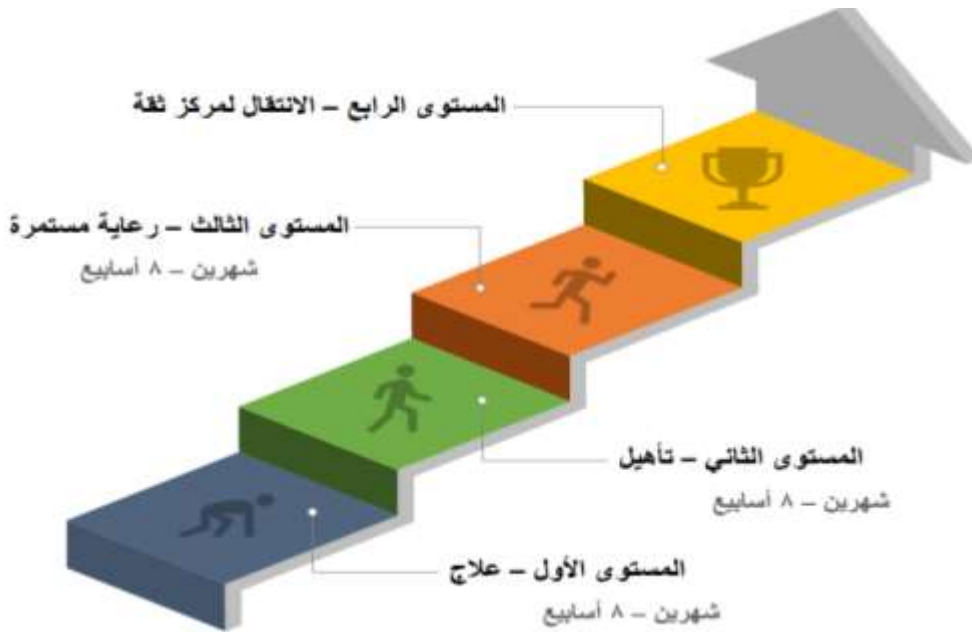 المستوى الرابع – الانتقال لمركز ثقة
المستوى الثالث – رعاية مستمرة
شهرين – ٨ أسابيع
المستوى الثاني – تأهيل
شهرين – ٨ أسابيع
المستوى الأول – علاج
شهرين – ٨ أسابيع